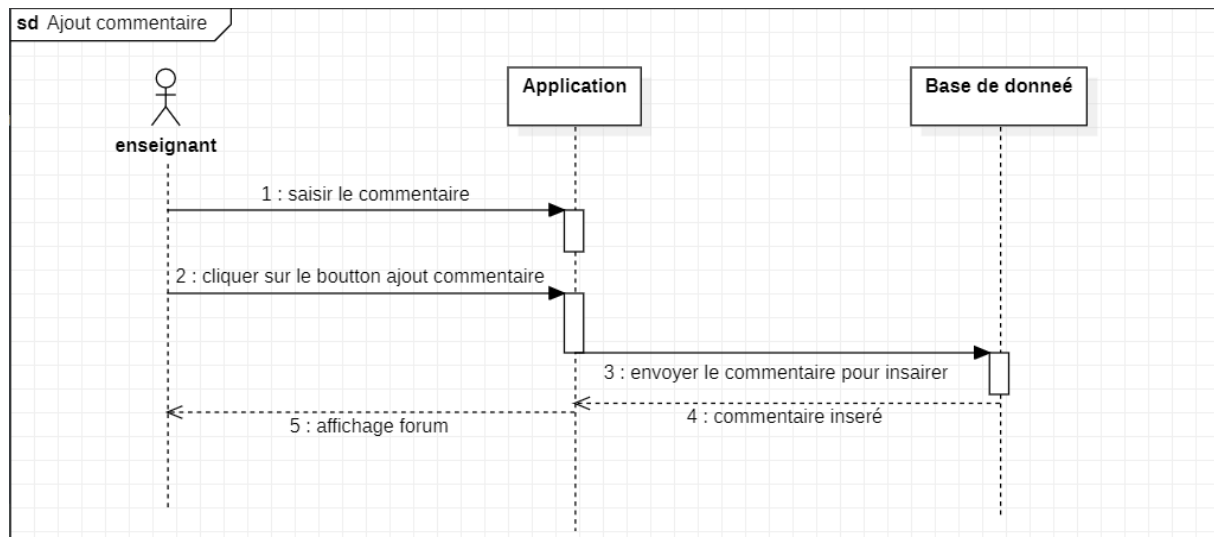 sd Ajout commentaire
Application
Base de donneé
enseignant
1 : saisir le commentaire
2 : cliquer sur le boutton ajout commentaire
3 : envoyer le commentaire pour insairer
4 : commentaire inseré
5 : affichage forum